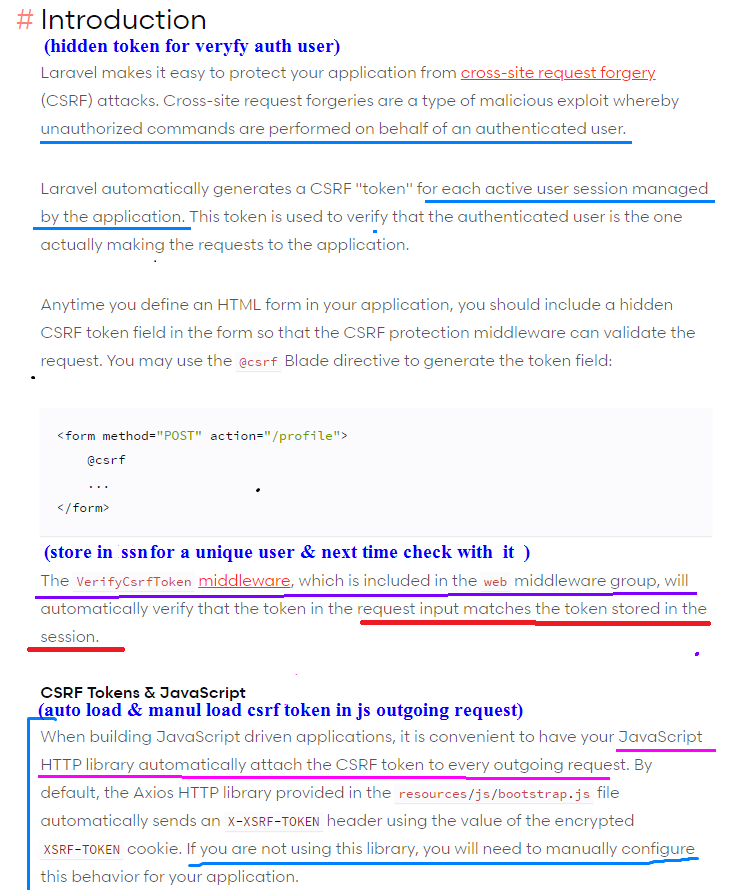 # Introduction
(hidden token for veryfy auth user)
Laravel makes it easy to protect your application from cross-site request forgery
(CSRF) attacks. Cross-site request forgeries are a type of malicious exploit whereby
unauthorized commands are performed on behalf of an authenticated user.
Laravel automatically generates a CSRF "token" for each active user session managed
by the application. This token is used to verify that the authenticated user is the one
actually making the requests to the application.
Anytime you define an HTML form in your application, you should include a hidden
CSRF token field in the form so that the CSRF protection middleware can validate the
request. You may use the @csrf Blade directive to generate the token field:
<form method="POST" action="/profile">
@csrf
...
</form>
(store in ssn for a unique user & next time check with it )
The VerifyCsrfToken middleware, which is included in the web middleware group, will
automatically verify that the token in the request input matches the token stored in the
session.
CSRF Tokens & JavaScript
(auto load & manul load csrf token in js outgoing request)
When building JavaScript driven applications, it is convenient to have your JavaScript
HTTP library automatically attach the CSRF token to every outgoing request. By
default, the Axios HTTP library provided in the resources/js/bootstrap.js file
automatically sends an X-XSRF-TOKEN header using the value of the encrypted
XSRF-TOKEN cookie. If you are not using this library, you will need to manually configure
this behavior for your application.